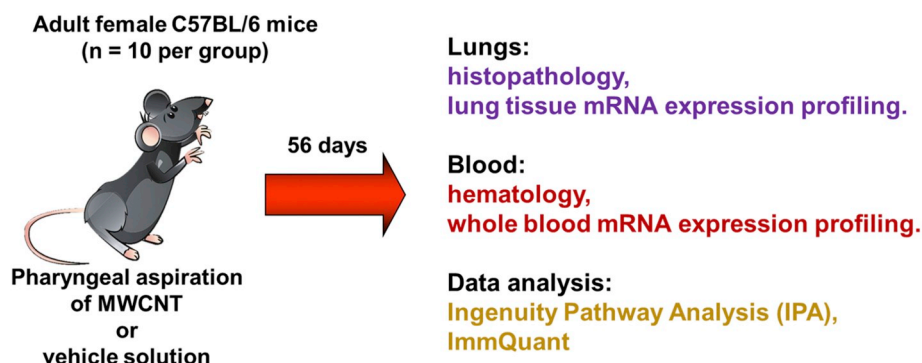 Adult female C57BL/6 mice
(n = 10 per group)
Pharyngeal aspiration
of MWCNT
or
vehicle solution
56 days
Lungs:
histopathology,
lung tissue mRNA expression profiling.
Blood:
hematology,
whole blood mRNA expression profiling.
Data analysis:
Ingenuity Pathway Analysis (IPA),
ImmQuant